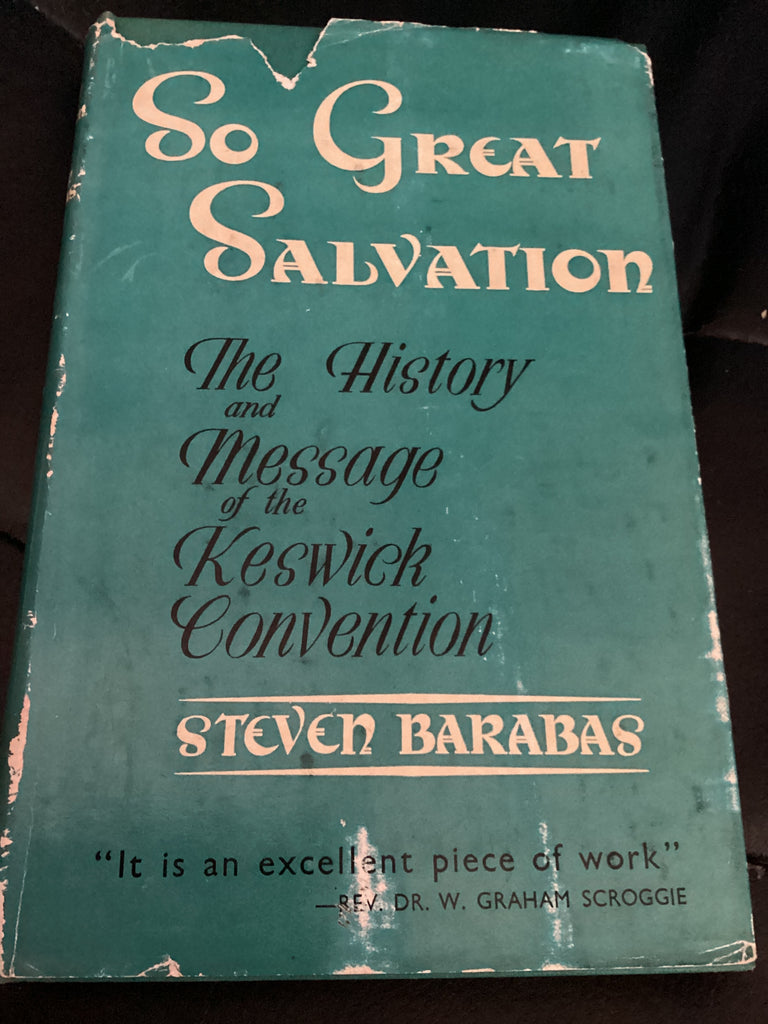 So Great
Salvation
The History
and
Message
of the
Keswick
Convention
STEVEN BARABAS
"It is an excellent piece of work"
—REV. DR. W. GRAHAM SCROGGIE